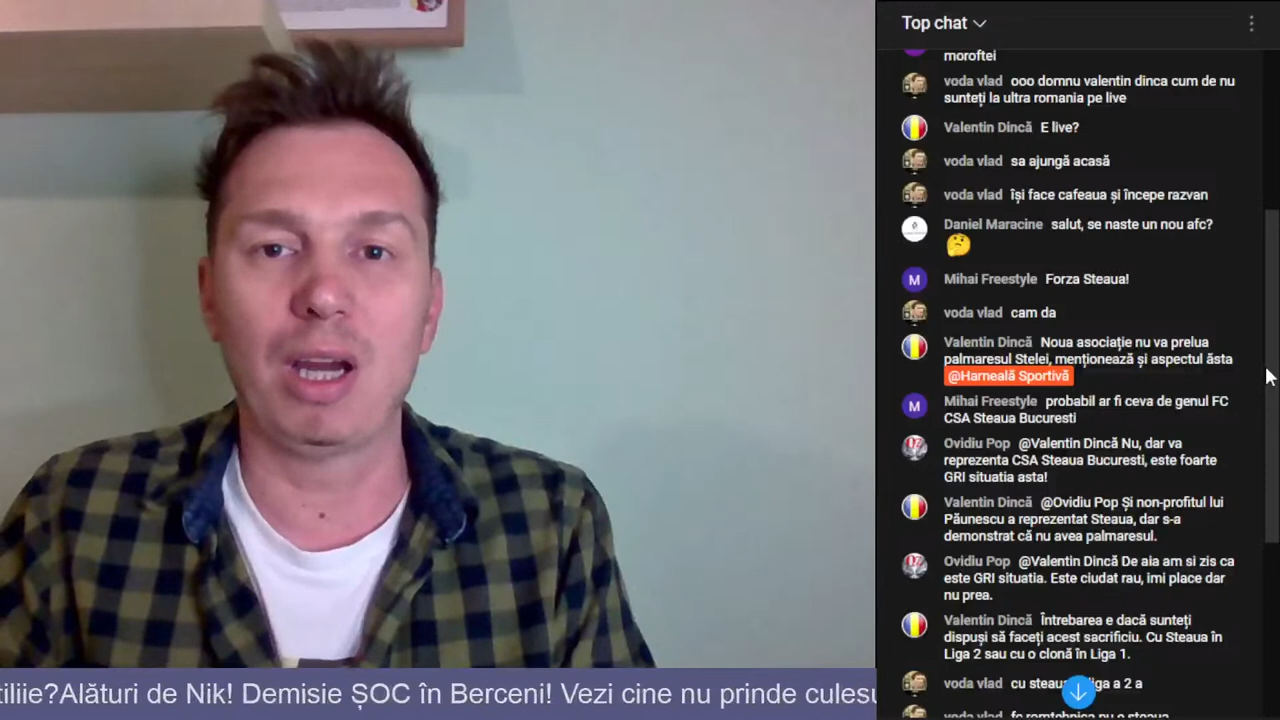 Top chat
moroftei
voda vlad ooo domnu valentin dinca cum de nu
sunteți la ultra romania pe live
Valentin Dincă E live?
voda vlad sa ajungă acasă
voda vlad își face cafeaua și începe razvan
Daniel Maracine salut, se naste un nou afc?
M Mihai Freestyle Forza Steaua!
voda vlad cam da
Valentin Dincă Noua asociație nu va prelua
palmaresul Stelei, menționează și aspectul ăsta
@Harneală Sportivă
M Mihai Freestyle probabil ar fi ceva de genul FC
CSA Steaua Bucuresti
Ovidiu Pop @Valentin Dincă Nu, dar va
reprezenta CSA Steaua Bucuresti, este foarte
GRI situatia asta!
Valentin Dincă @Ovidiu Pop Și non-profitul lui
Păunescu a reprezentat Steaua, dar s-a
demonstrat că nu avea palmaresul.
Ovidiu Pop @Valentin Dincă De aia am si zis ca
este GRI situatia. Este ciudat rau, imi place dar
nu prea.
Valentin Dincă Întrebarea e dacă sunteți
dispuși să faceți acest sacrificiu. Cu Steaua în
Liga 2 sau cu o clonă în Liga 1.
voda vlad cu steaua liga a 2 a
tiliie?Alături de Nik! Demisie ȘOC în Berceni! Vezi cine nu prinde culesu